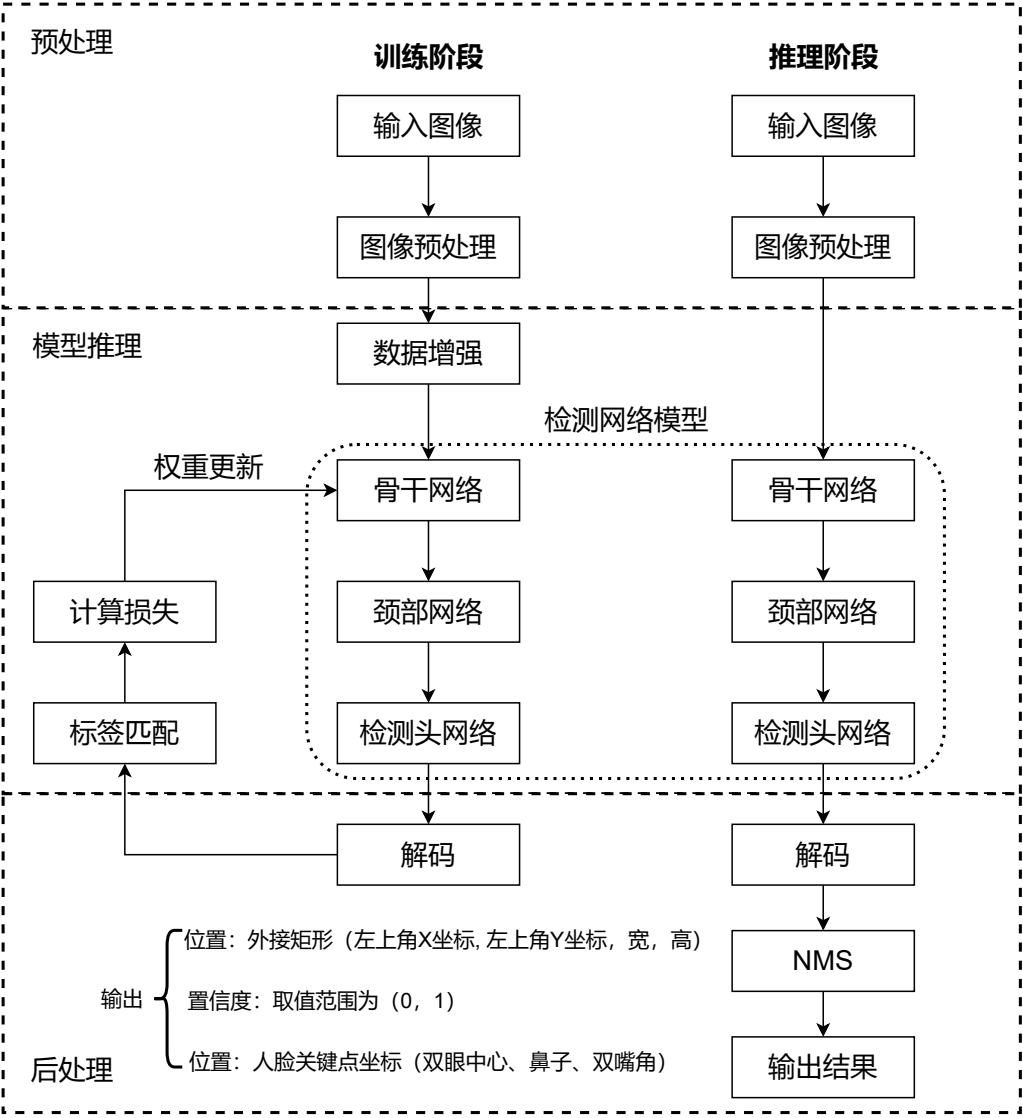 预处理
训练阶段
推理阶段
输入图像
输入图像
图像预处理
图像预处理
模型推理
数据增强
检测网络模型
权重更新
骨干网络
骨干网络
计算损失
颈部网络
颈部网络
标签匹配
检测头网络
检测头网络
解码
解码
位置：外接矩形（左上角X坐标, 左上角Y坐标，宽，高）
NMS
输出
置信度：取值范围为（0，1）
位置：人脸关键点坐标（双眼中心、鼻子、双嘴角）
后处理
输出结果